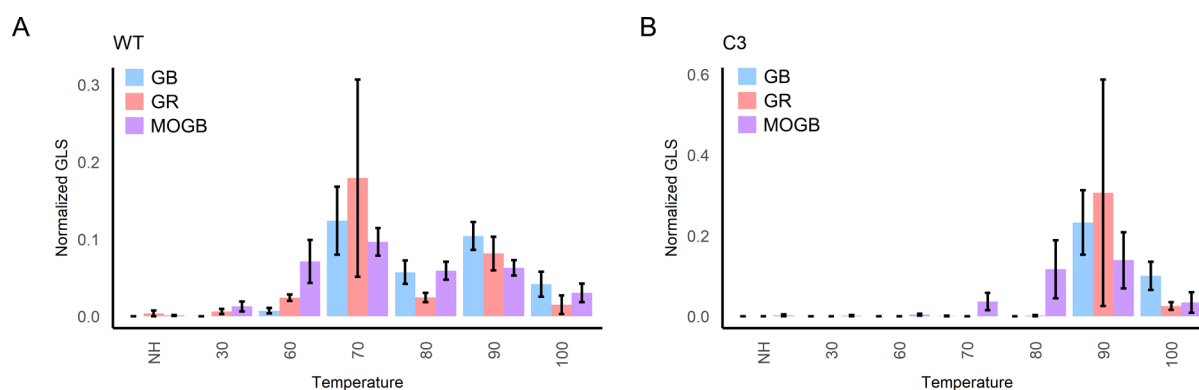 A
WT
GB
GR
MOGB
Normalized GLS
0.3
0.2
0.1
0.0
NH
30
60
70
80
90
100
Temperature
B
C3
GB
GR
MOGB
Normalized GLS
0.6
0.4
0.2
0.0
NH
30
60
70
80
90
100
Temperature